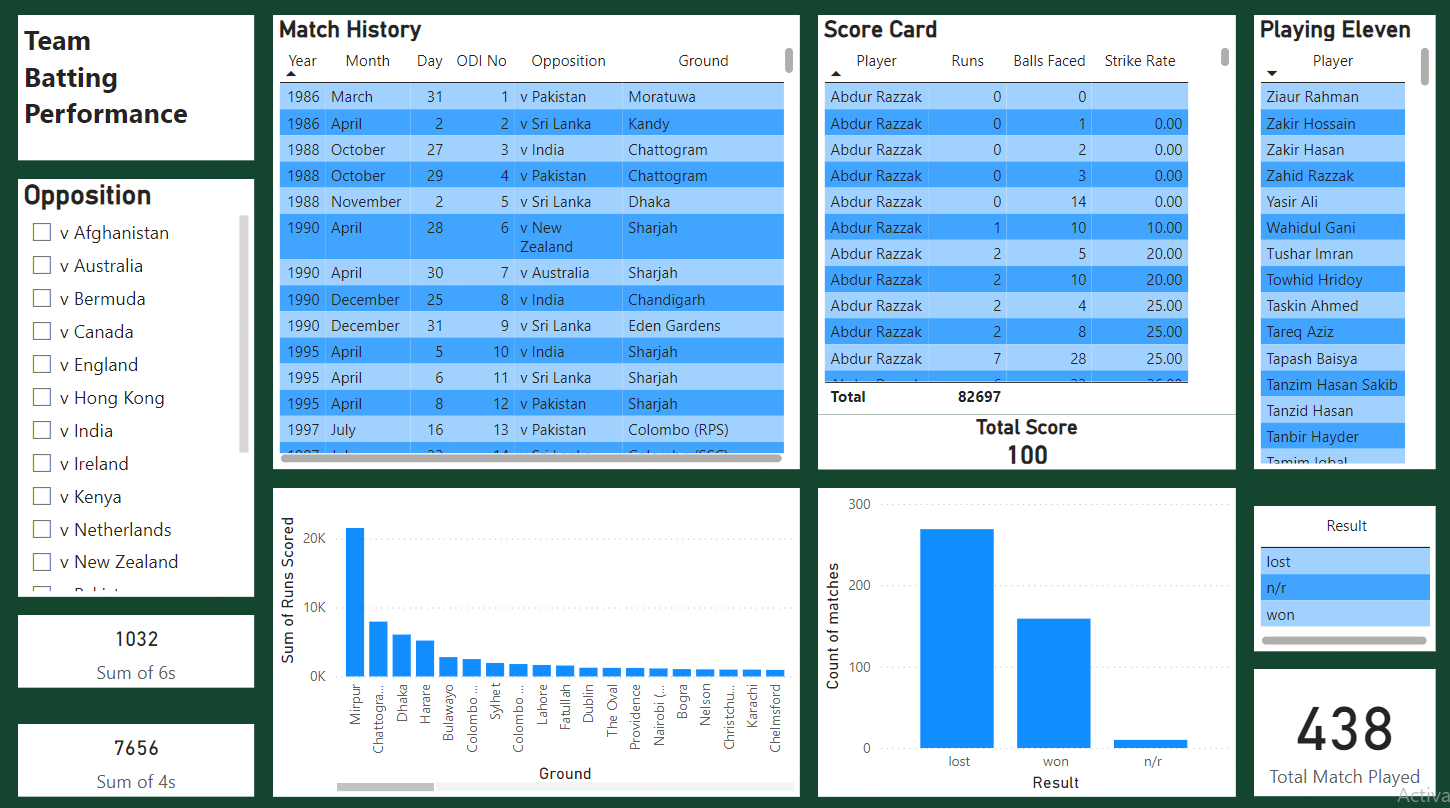 Team
Batting
Performance
Opposition
v Afghanistan
v Australia
v Bermuda
v Canada
v England
v Hong Kong
v India
v Ireland
v Kenya
v Netherlands
v New Zealand
1032
Sum of 6s
7656
Sum of 4s
Match History
Year Month Day ODI No Opposition Ground
1986 March 31 1 v Pakistan Moratuwa
1986 April 2 2 v Sri Lanka Kandy
1988 October 27 3 v India Chattogram
1988 October 29 4 v Pakistan Chattogram
1988 November 2 5 v Sri Lanka Dhaka
1990 April 28 6 v New Sharjah
Zealand
1990 April 30 7 v Australia Sharjah
1990 December 25 8 v India Chandigarh
1990 December 31 9 v Sri Lanka Eden Gardens
1995 April 5 10 v India Sharjah
1995 April 6 11 v Sri Lanka Sharjah
1995 April 8 12 v Pakistan Sharjah
1997 July 16 13 v Pakistan Colombo (RPS)
Score Card
Player Runs Balls Faced Strike Rate
Abdur Razzak 0 0
Abdur Razzak 0 1 0.00
Abdur Razzak 0 2 0.00
Abdur Razzak 0 3 0.00
Abdur Razzak 0 14 0.00
Abdur Razzak 1 10 10.00
Abdur Razzak 2 5 20.00
Abdur Razzak 2 10 20.00
Abdur Razzak 2 4 25.00
Abdur Razzak 2 8 25.00
Abdur Razzak 7 28 25.00
Total 82697
Total Score
100
Playing Eleven
Player
Ziaur Rahman
Zakir Hossain
Zakir Hasan
Zahid Razzak
Yasir Ali
Wahidul Gani
Tushar Imran
Towhid Hridoy
Taskin Ahmed
Tareq Aziz
Tapash Baisya
Tanzim Hasan Sakib
Tanzid Hasan
Tanbir Hayder
Tamim Iqbal
Sum of Runs Scored
20K
10K
0K
Mirpur
Chattogra...
Dhaka
Harare
Bulawayo
Colombo ...
Sylhet
Colombo ...
Lahore
Fatullah
Dublin
The Oval
Providence
Nairobi (...
Bogra
Nelson
Christchu...
Karachi
Chelmsford
Ground
Count of matches
300
200
100
0
lost won n/r
Result
Result
lost
n/r
won
438
Total Match Played
Activa